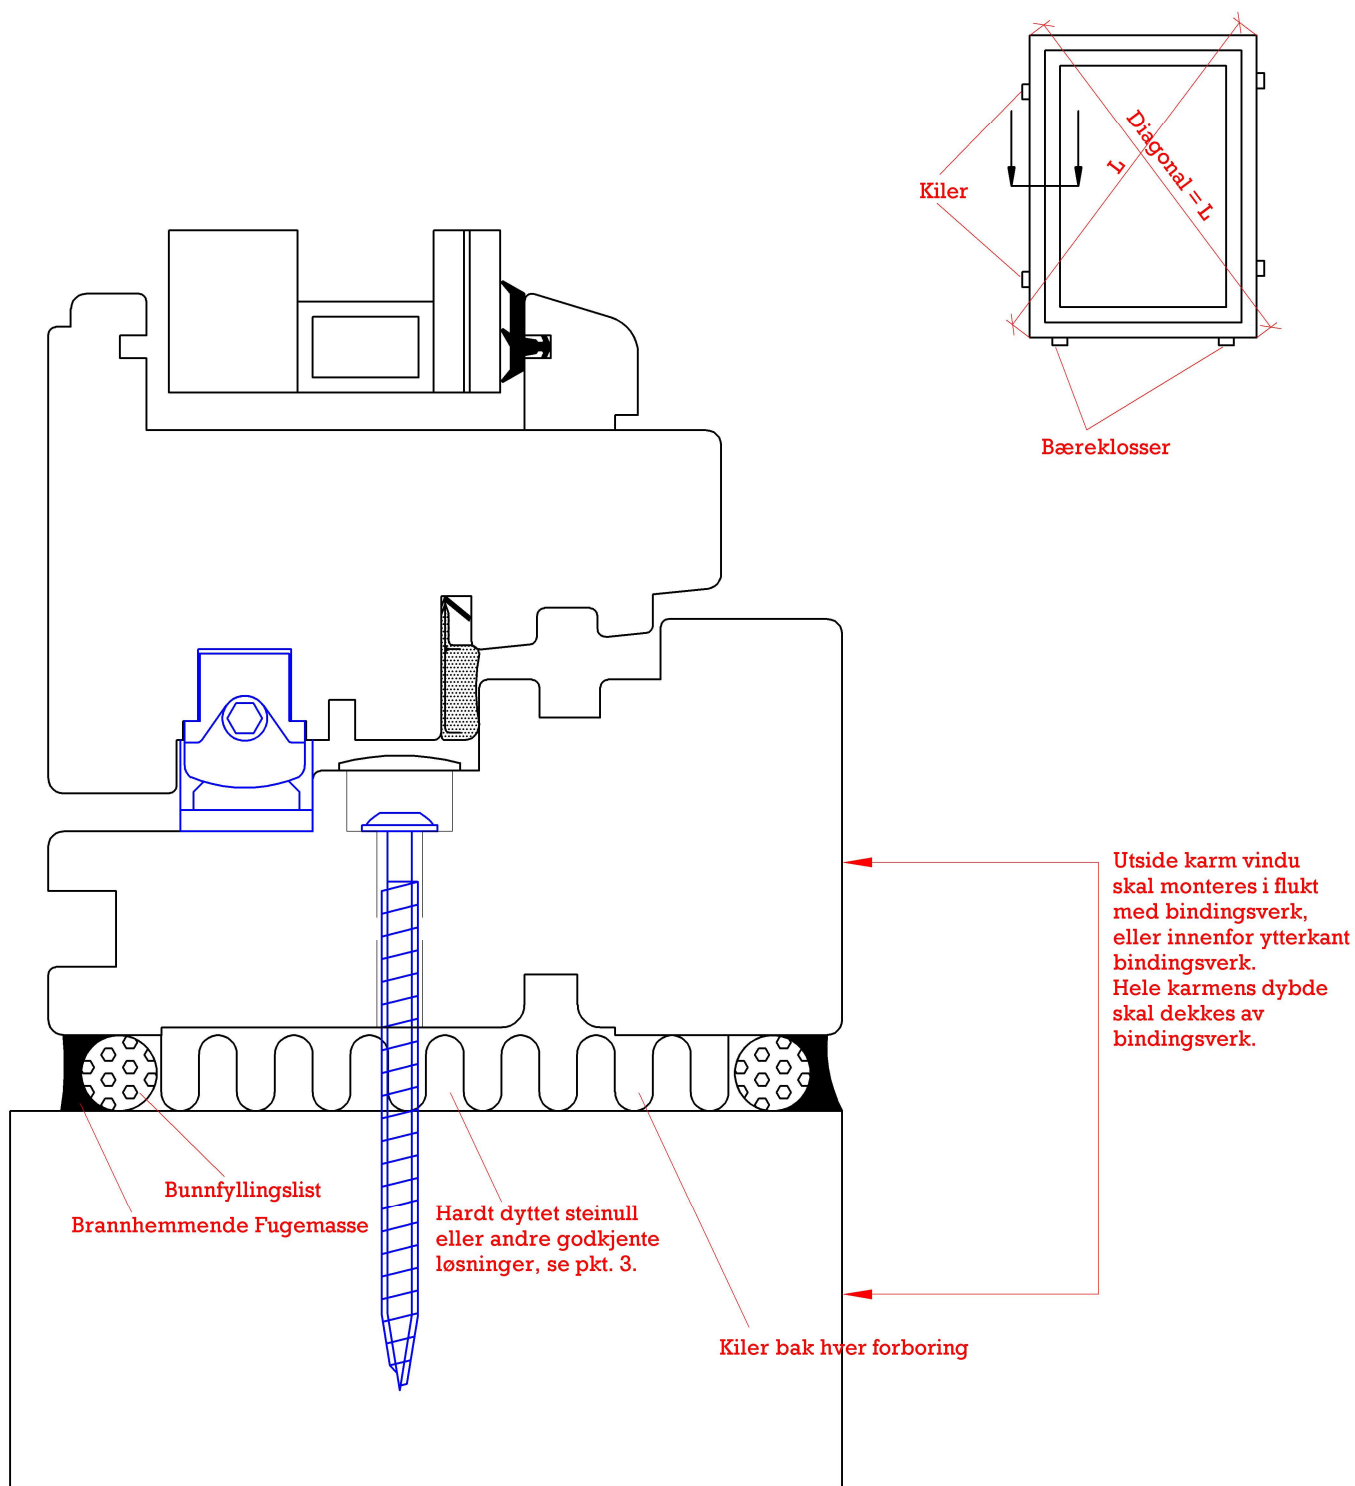 Diagonal = L
L
Kiler
Bæreklosser
Utside karm vindu
skal monteres i flukt
med bindingsverk,
eller innenfor ytterkant
bindingsverk.
Hele karmens dybde
skal dekkes av
bindingsverk.
Bunnfyllingslist
Brannhemmende Fugemasse
Hardt dyttet steinull
eller andre godkjente
løsninger, se pkt. 3.
Kiler bak hver forboring